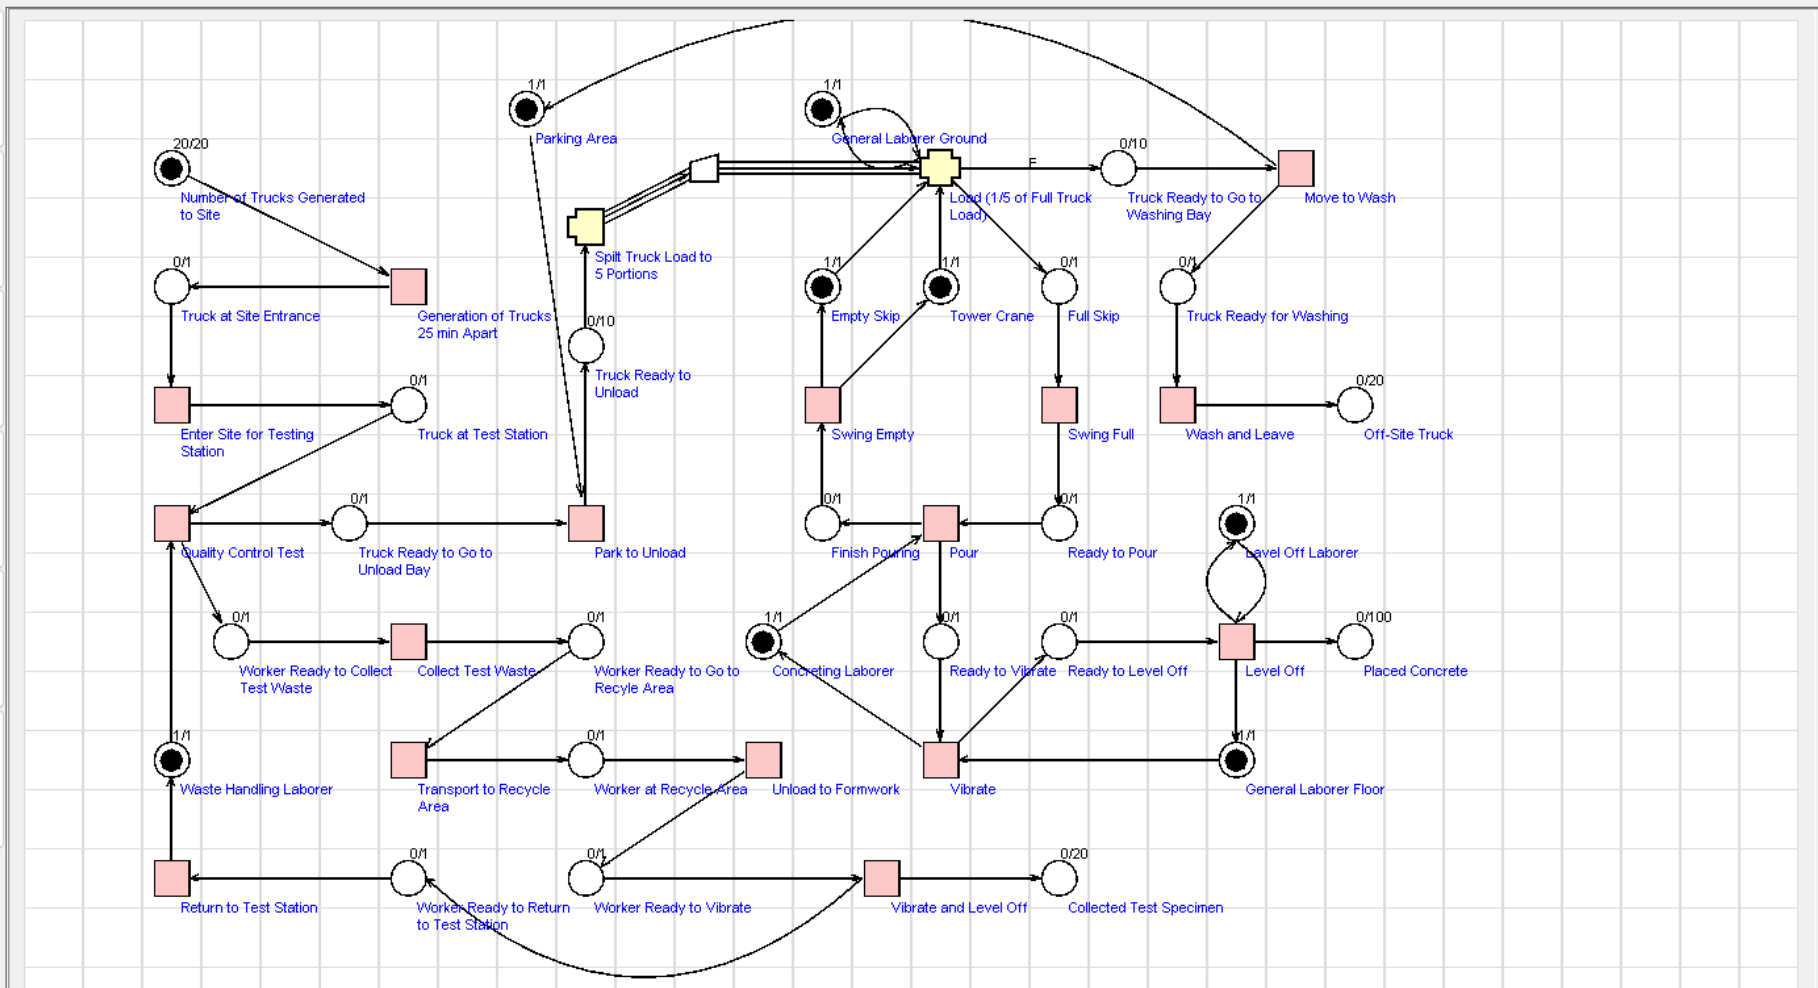 1/1
Parking Area
1/1
General Laborer Ground
20/20
Number of Trucks Generated
to Site
F
0/10
Load (1/5 of Full Truck
Load)
Truck Ready to Go to
Washing Bay
Move to Wash
Spilt Truck Load to
5 Portions
0/1
Truck at Site Entrance
Generation of Trucks
25 min Apart
0/10
Truck Ready to
Unload
1/1
Empty Skip
1/1
Tower Crane
0/1
Full Skip
0/1
Truck Ready for Washing
Enter Site for Testing
Station
0/1
Truck at Test Station
Swing Empty
Swing Full
Wash and Leave
0/20
Off-Site Truck
Quality Control Test
0/1
Truck Ready to Go to
Unload Bay
Park to Unload
0/1
Finish Pouring
Pour
0/1
Ready to Pour
1/1
Lavel Off Laborer
0/1
Worker Ready to Collect
Test Waste
Collect Test Waste
0/1
Worker Ready to Go to
Recyle Area
1/1
Concreting Laborer
0/1
Ready to Vibrate
0/1
Ready to Level Off
Level Off
0/100
Placed Concrete
1/1
Waste Handling Laborer
Transport to Recycle
Area
0/1
Worker at Recycle Area
Unload to Formwork
Vibrate
1/1
General Laborer Floor
Return to Test Station
0/1
Worker Ready to Return
to Test Station
0/1
Worker Ready to Vibrate
Vibrate and Level Off
0/20
Collected Test Specimen